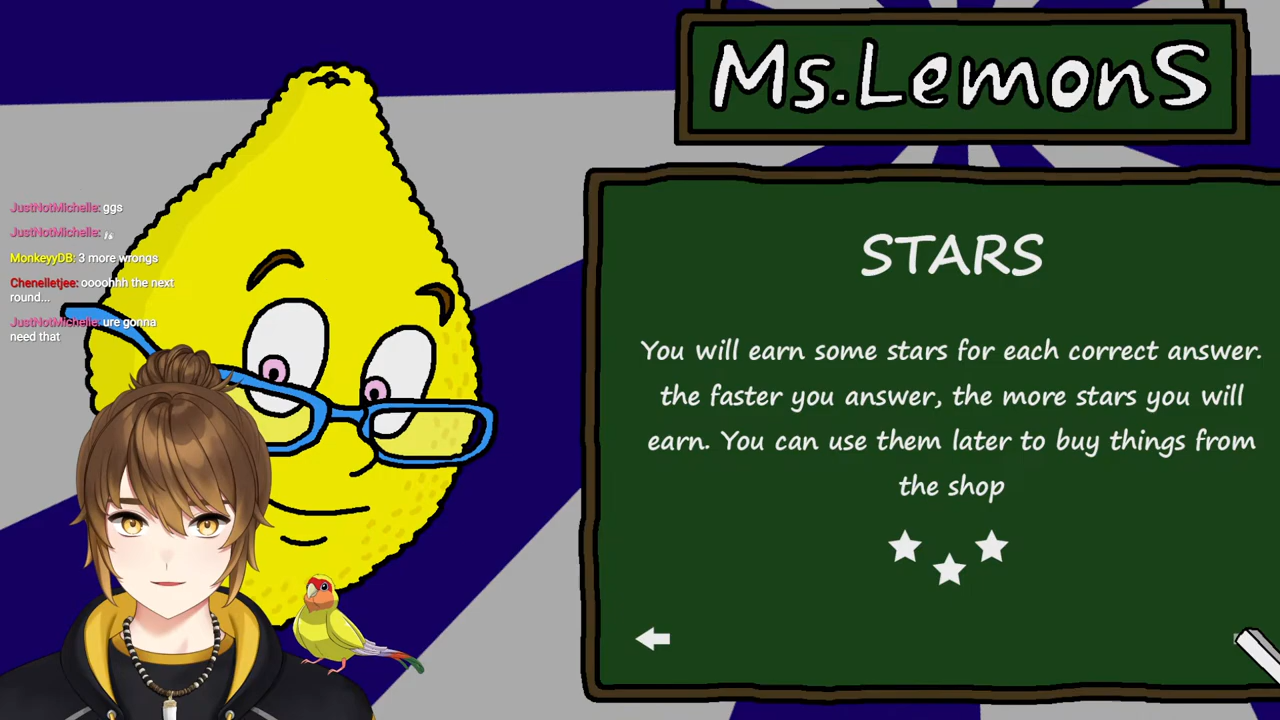 Ms.LemonS
STARS
You will earn some stars for each correct answer.
the faster you answer, the more stars you will
earn. You can use them later to buy things from
the shop
JustNotMichelle: ggs
JustNotMichelle:
MonkeyyDB: 3 more wrongs
Chenelletjee: ooohhh the next
round...
JustNotMichelle: ure gonna
need that